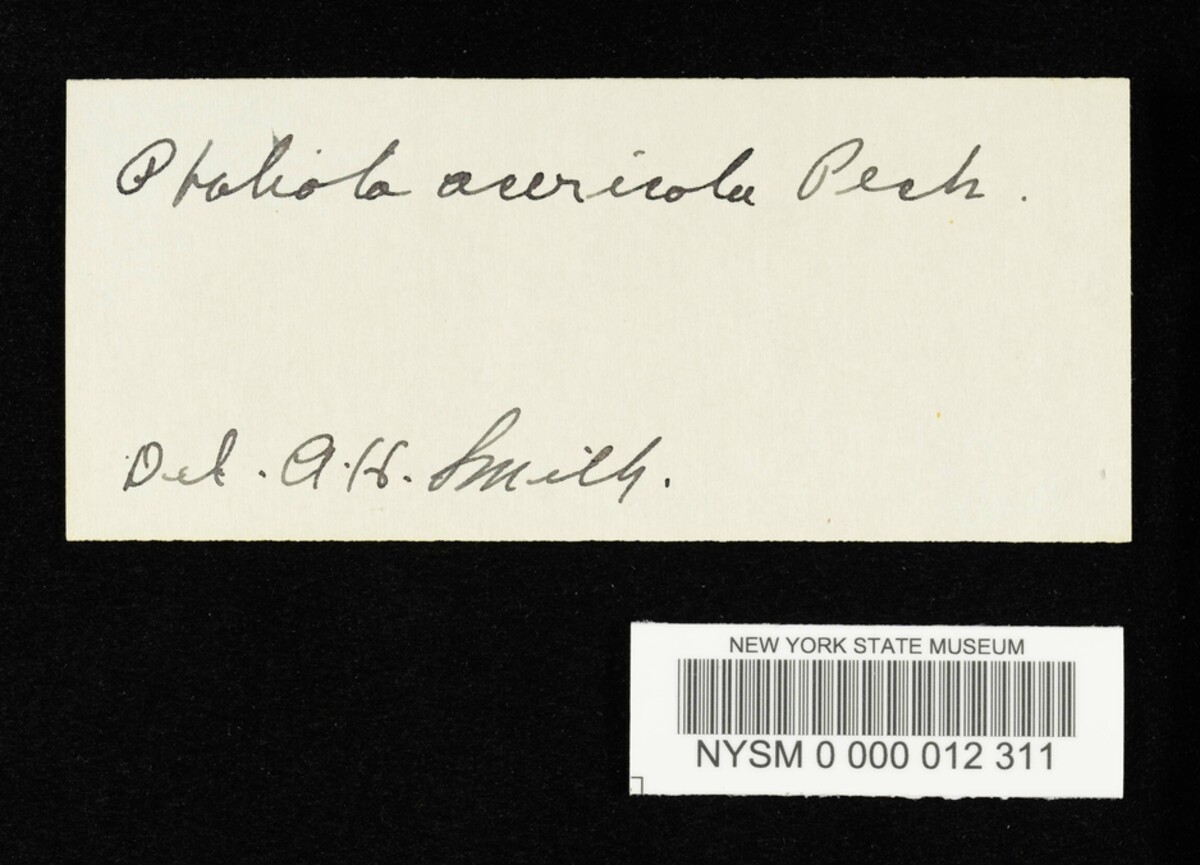 Pholiota acericola Peck.
Det. A.H. Smith.
NEW YORK STATE MUSEUM
NYSM 0 000 012 311